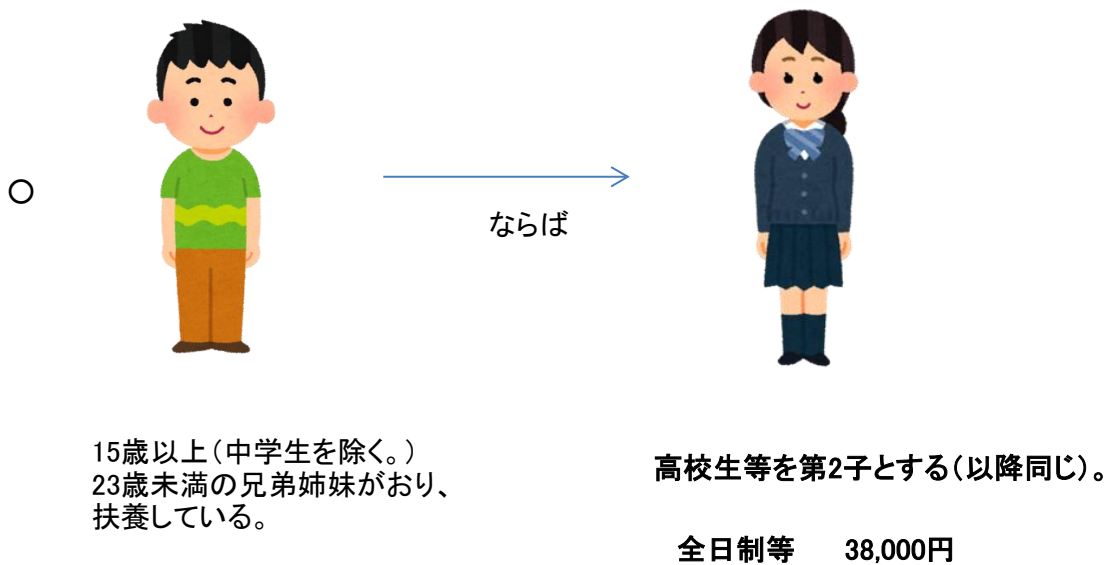 ○
ならば
15歳以上(中学生を除く。)
23歳未満の兄弟姉妹がおり、
扶養している。
高校生等を第2子とする(以降同じ)。
全日制等　38,000円